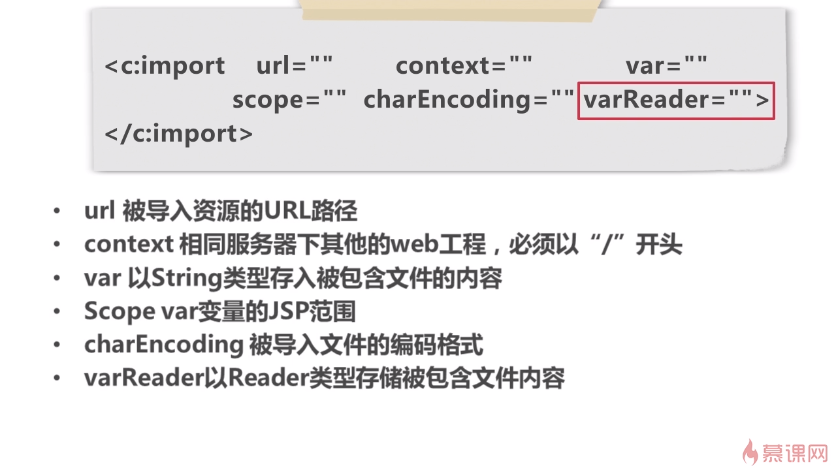 <c:import url="" context="" var=""
scope="" charEncoding="" varReader="">
</c:import>
• url 被导入资源的URL路径
• context 相同服务器下其他的web工程，必须以“/”开头
• var 以String类型存入被包含文件的内容
• Scope var变量的JSP范围
• charEncoding 被导入文件的编码格式
• varReader以Reader类型存储被包含文件内容
慕课网